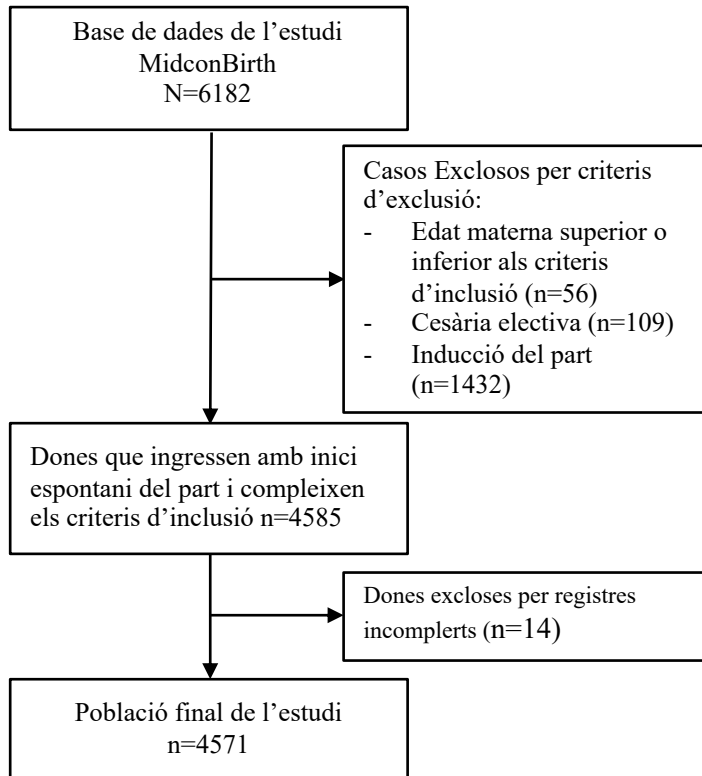 Base de dades de l’estudi
MidconBirth
N=6182
Casos Exclosos per criteris
d’exclusió:
- Edat materna superior o
inferior als criteris
d’inclusió (n=56)
- Cesària electiva (n=109)
- Inducció del part
(n=1432)
Dones que ingressen amb inici
espontani del part i compleixen
els criteris d’inclusió n=4585
Dones excloses per registres
incomplerts (n=14)
Població final de l’estudi
n=4571